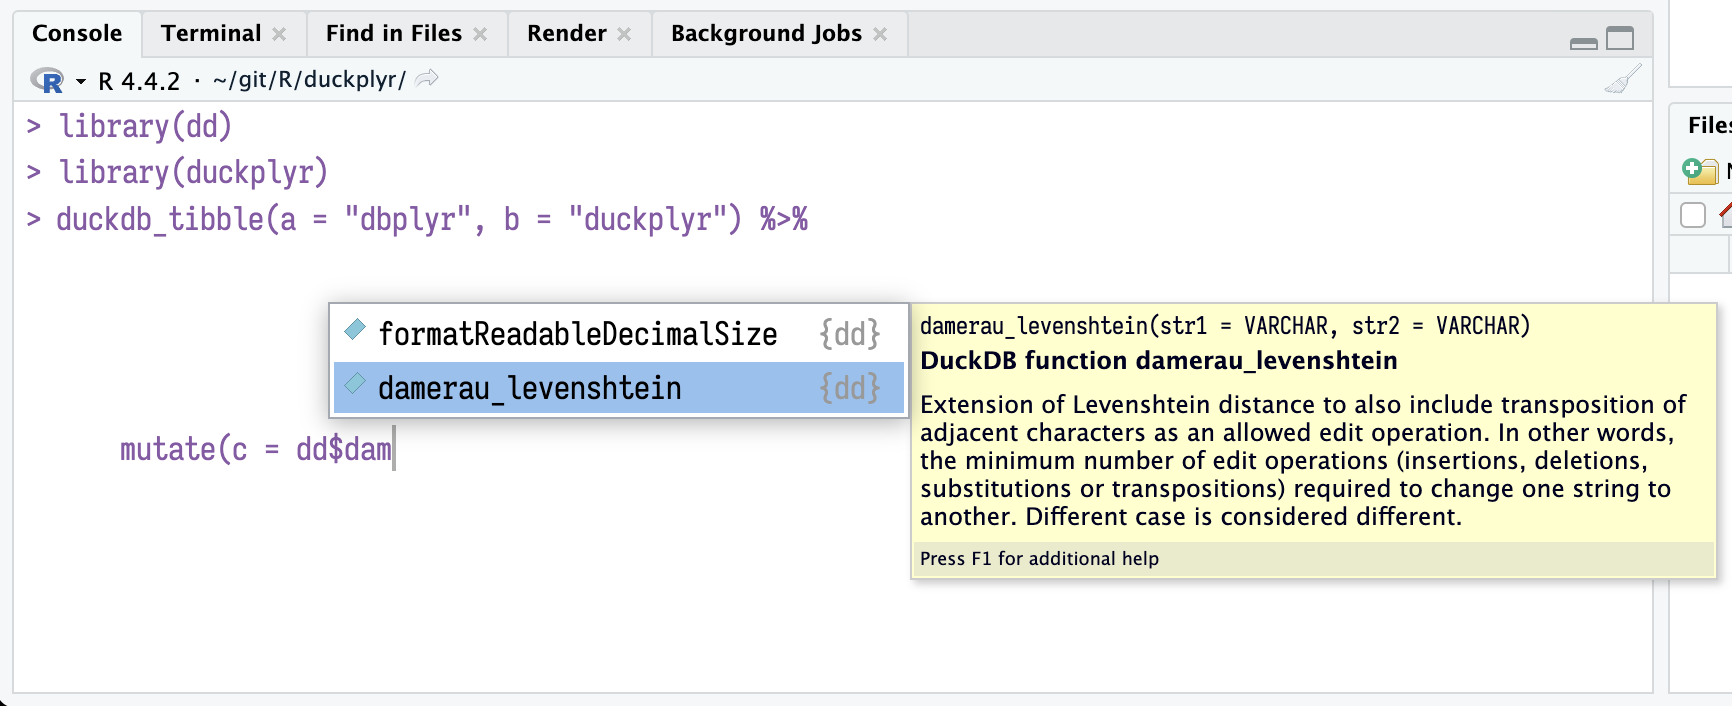 Console Terminal Find in Files Render Background Jobs
R 4.4.2 · ~/git/R/duckplyr/
> library(dd)
> library(duckplyr)
> duckdb_tibble(a = "dbplyr", b = "duckplyr") %>%
formatReadableDecimalSize {dd}
damerau_levenshtein {dd}
mutate(c = dd$dam
damerau_levenshtein(str1 = VARCHAR, str2 = VARCHAR)
DuckDB function damerau_levenshtein
Extension of Levenshtein distance to also include transposition of
adjacent characters as an allowed edit operation. In other words,
the minimum number of edit operations (insertions, deletions,
substitutions or transpositions) required to change one string to
another. Different case is considered different.
Press F1 for additional help
Files